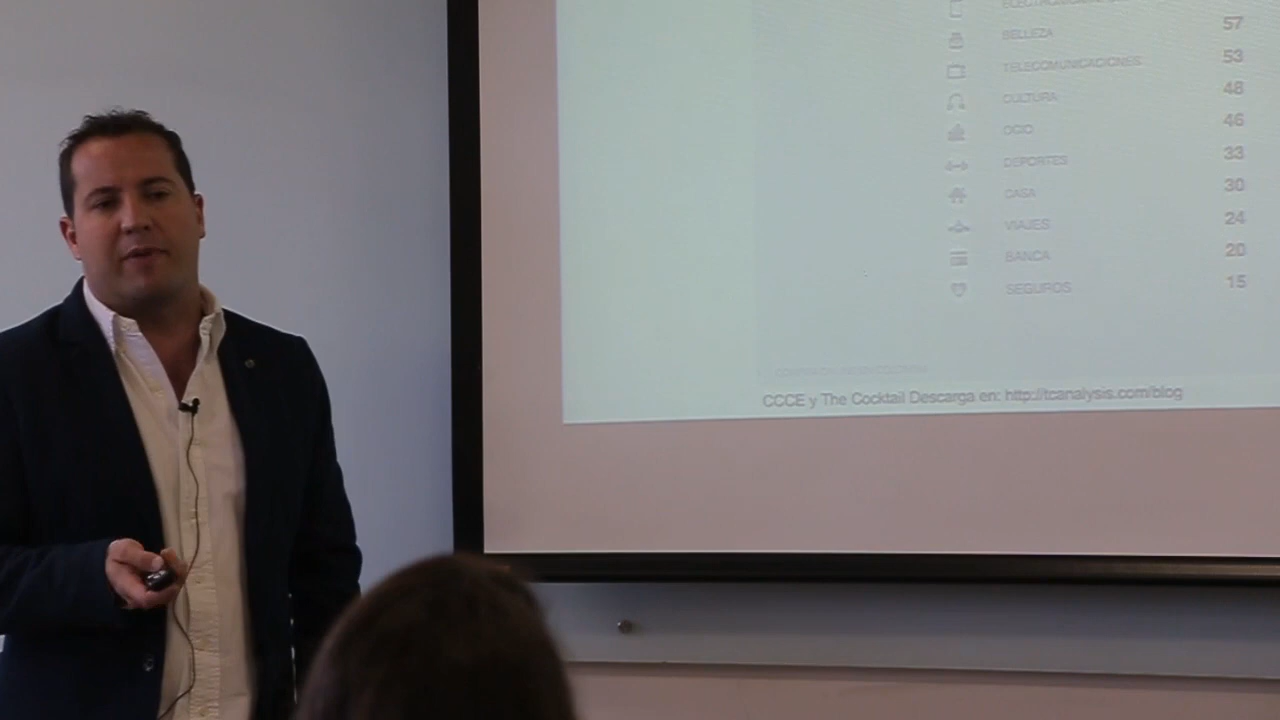 57
BELLEZA
53
TELECOMUNICACIONES
48
CULTURA
46
OCIO
33
DEPORTES
30
CASA
24
VIAJES
20
BANCA
15
SEGUROS
CCCE y The Cocktail Descarga en: http://tcanalysis.com/blog